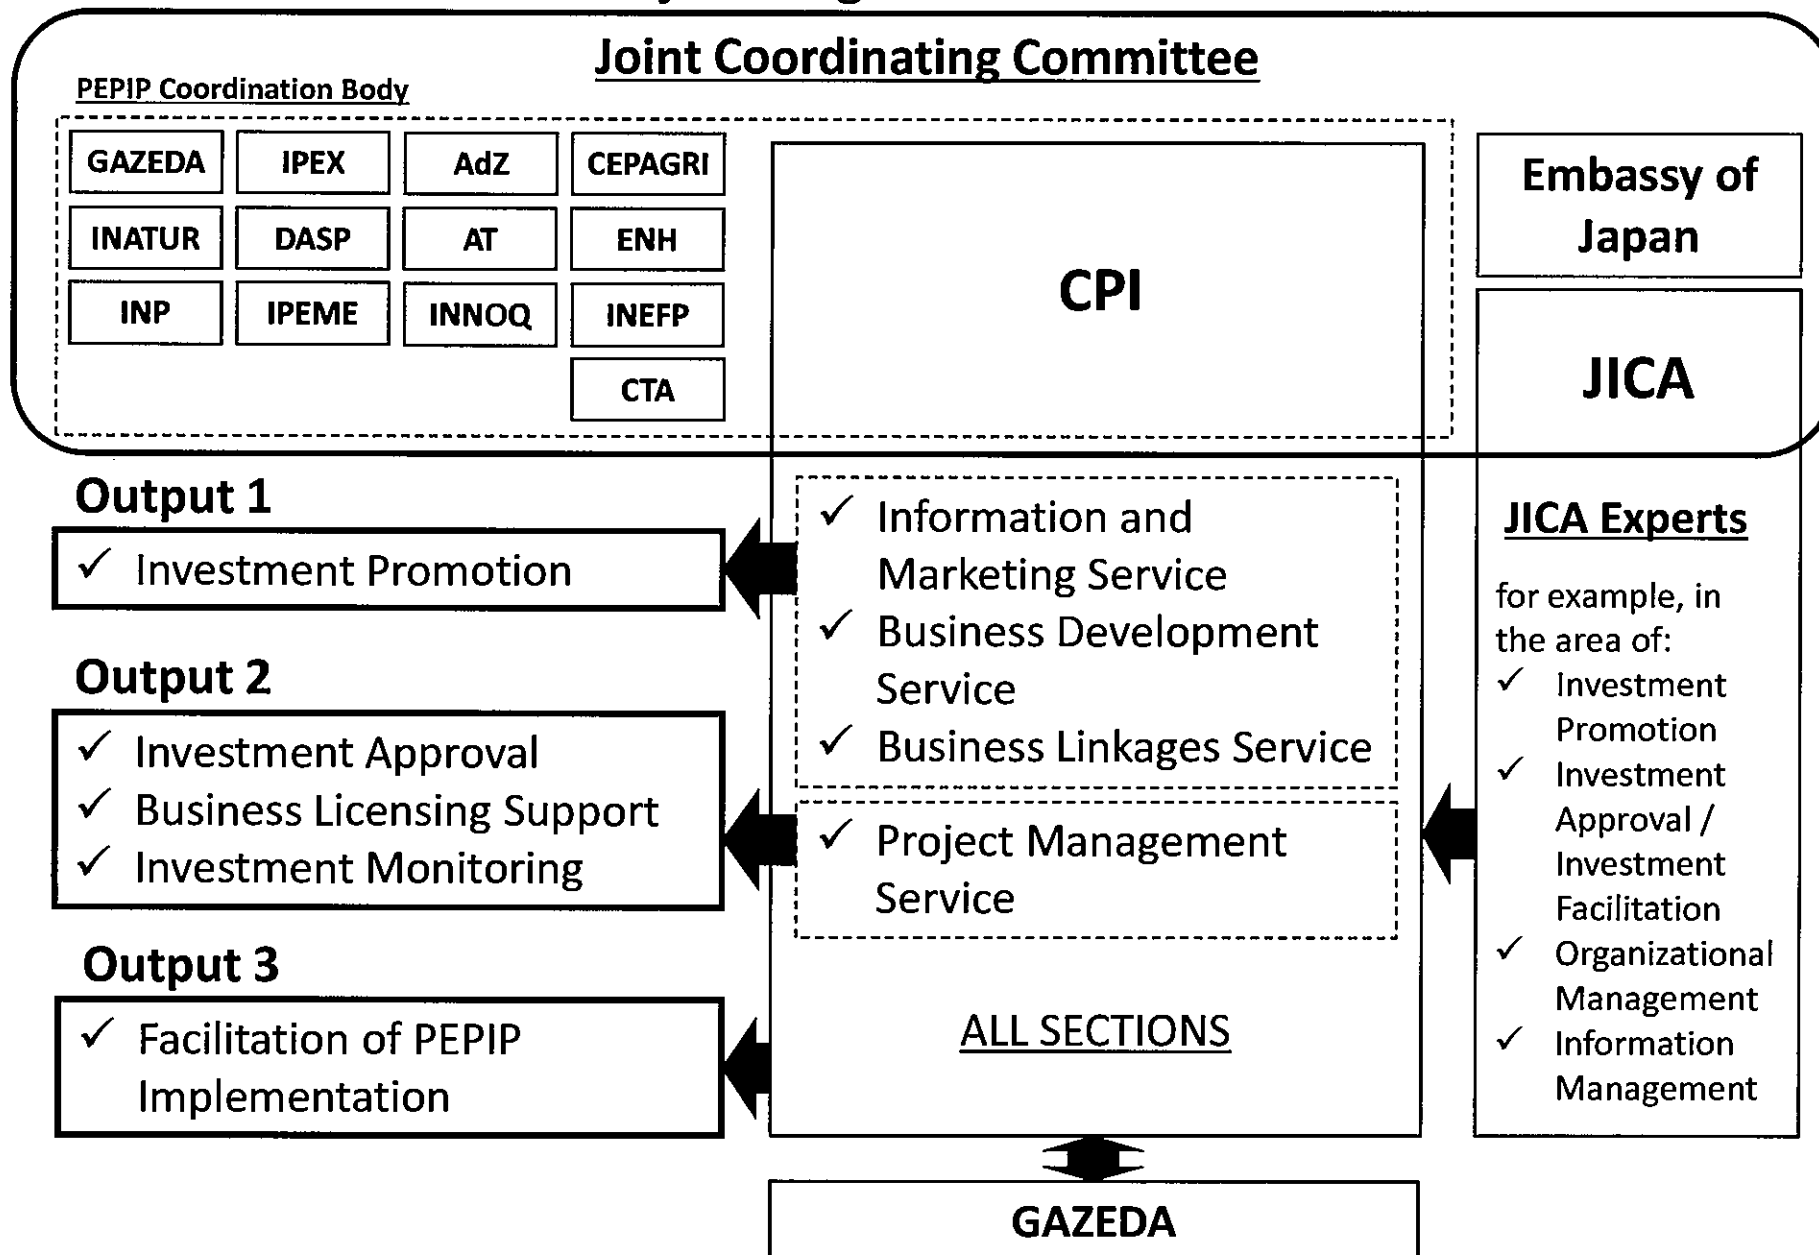 Joint Coordinating Committee
PEPIP Coordination Body
GAZEDA IPEX AdZ CEPAGRI
INATUR DASP AT ENH
INP IPEME INNOQ INEFP
CTA
CPI
Embassy of
Japan
JICA
Output 1
✓ Investment Promotion
Output 2
✓ Investment Approval
✓ Business Licensing Support
✓ Investment Monitoring
Output 3
✓ Facilitation of PEPIP
Implementation
✓ Information and
Marketing Service
✓ Business Development
Service
✓ Business Linkages Service
✓ Project Management
Service
ALL SECTIONS
JICA Experts
for example, in
the area of:
✓ Investment
Promotion
✓ Investment
Approval /
Investment
Facilitation
✓ Organizational
Management
✓ Information
Management
GAZEDA